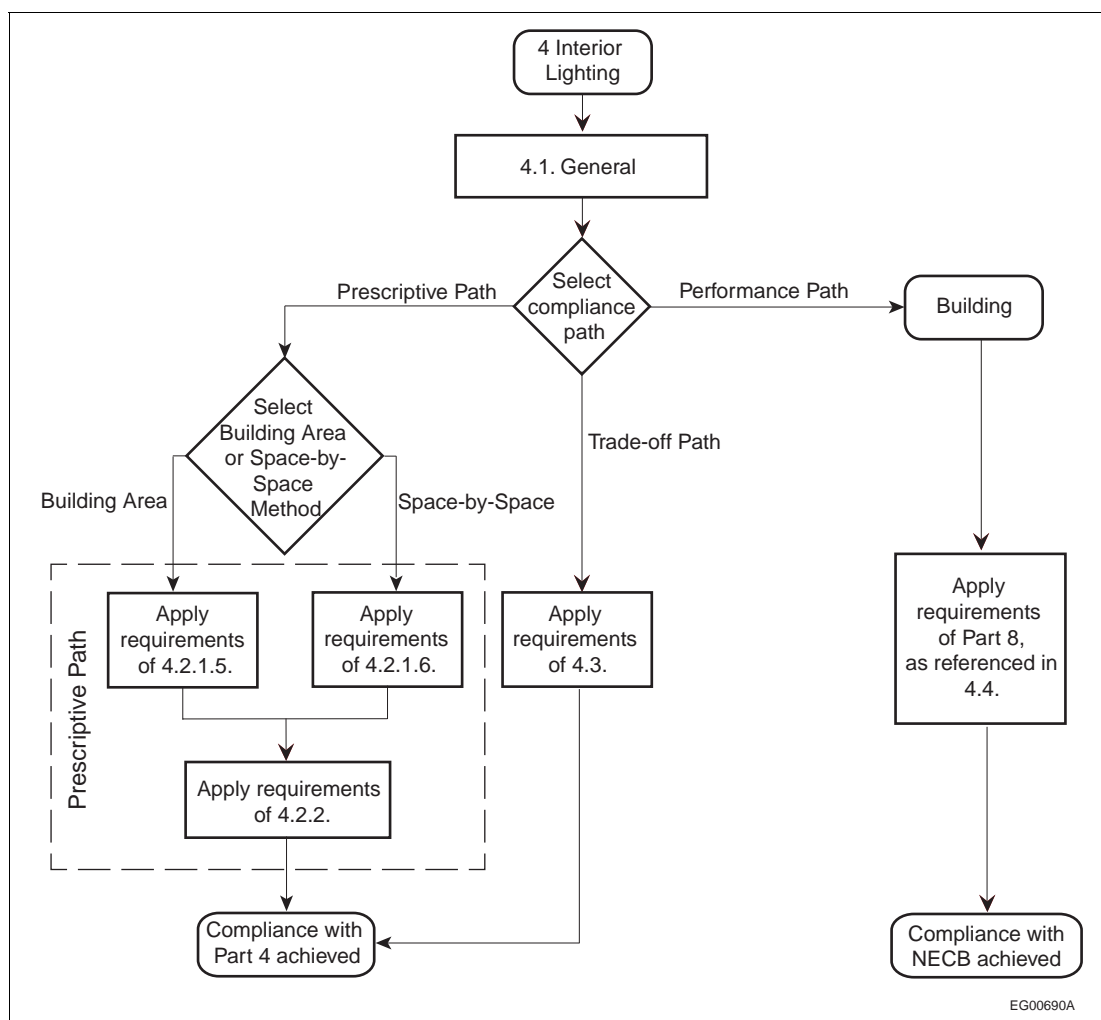 4 Interior
Lighting
4.1. General
Select
compliance
path
Prescriptive Path
Performance Path
Building
Select
Building Area
or Space-by-
Space
Method
Trade-off Path
Building Area
Space-by-Space
Prescriptive Path
Apply
requirements
of 4.2.1.5.
Apply
requirements
of 4.2.1.6.
Apply
requirements
of 4.3.
Apply
requirements
of Part 8,
as referenced in
4.4.
Apply requirements
of 4.2.2.
Compliance with
Part 4 achieved
Compliance with
NECB achieved
EG00690A